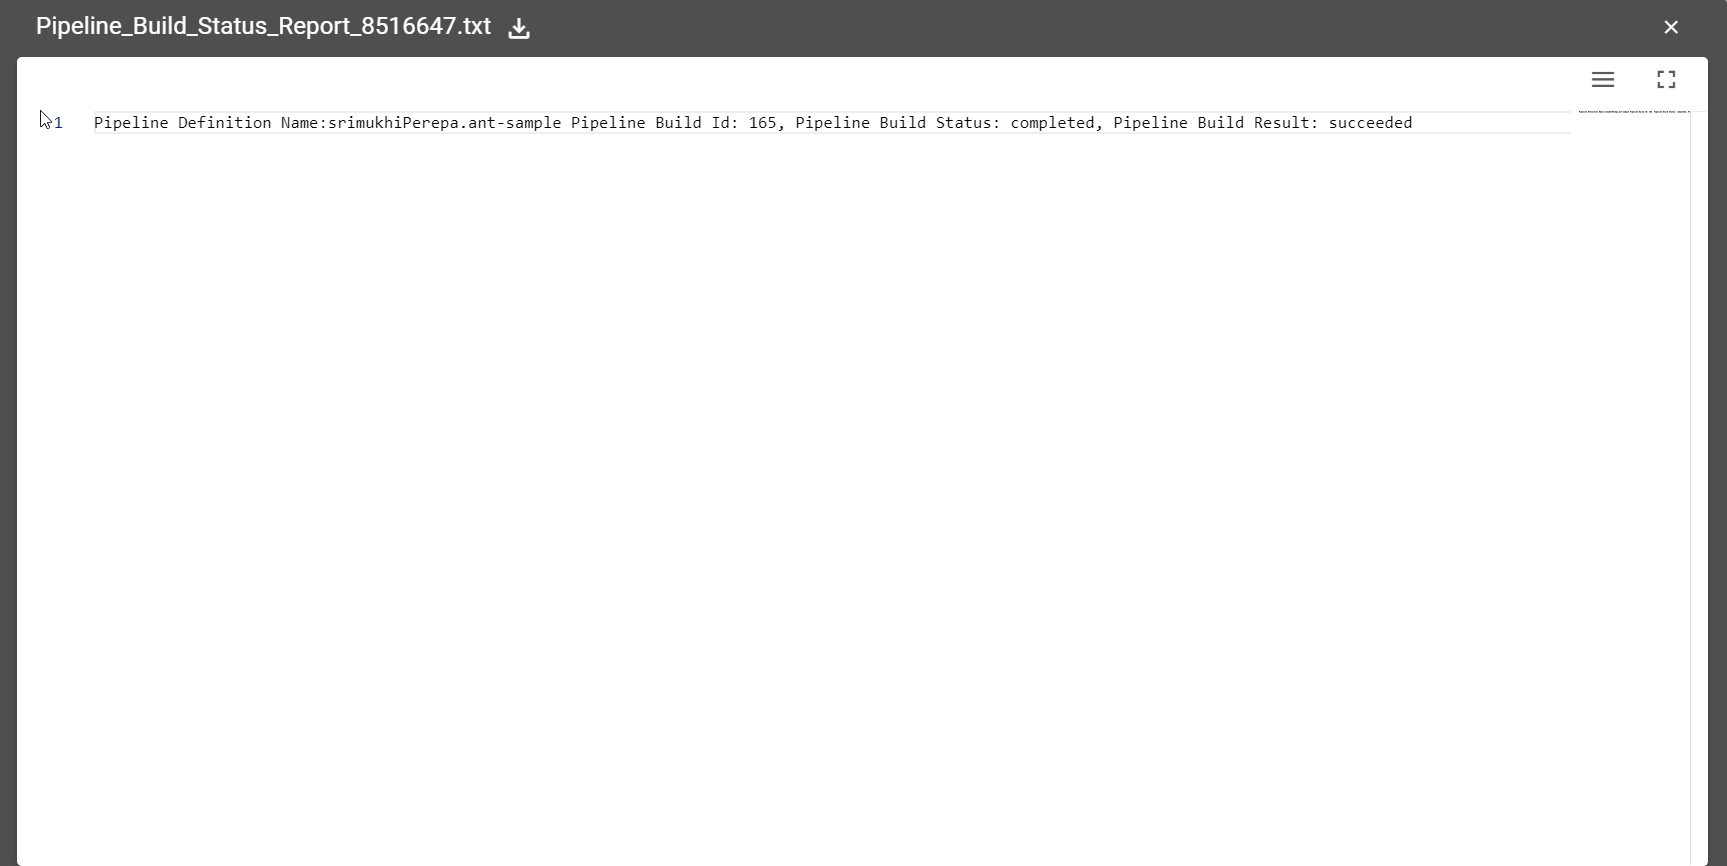 Pipeline_Build_Status_Report_8516647.txt
1 Pipeline Definition Name:srimukhiPerepa.ant-sample Pipeline Build Id: 165, Pipeline Build Status: completed, Pipeline Build Result: succeeded